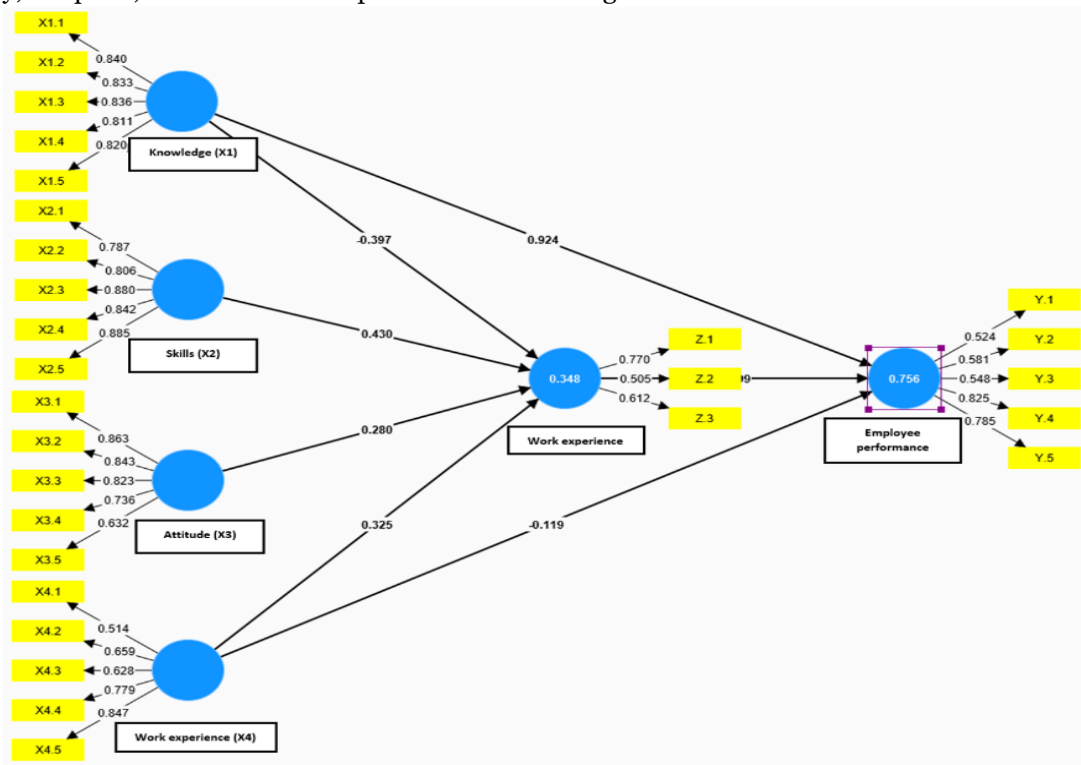 X1.1
0.840
X1.2
0.833
X1.3
0.836
X1.4
0.811
X1.5
0.820
Knowledge (X1)
X2.1
0.787
X2.2
0.806
X2.3
0.880
X2.4
0.842
X2.5
0.885
Skills (X2)
X3.1
0.863
X3.2
0.843
X3.3
0.823
X3.4
0.736
X3.5
0.632
Attitude (X3)
X4.1
0.514
X4.2
0.659
X4.3
0.628
X4.4
0.779
X4.5
0.847
Work experience (X4)
-0.397
0.924
0.430
0.280
0.325
-0.119
0.348
Work experience
0.770
Z.1
0.505
Z.2
0.612
Z.3
0.756
Employee
performance
0.524
Y.1
0.581
Y.2
0.548
Y.3
0.825
Y.4
0.785
Y.5